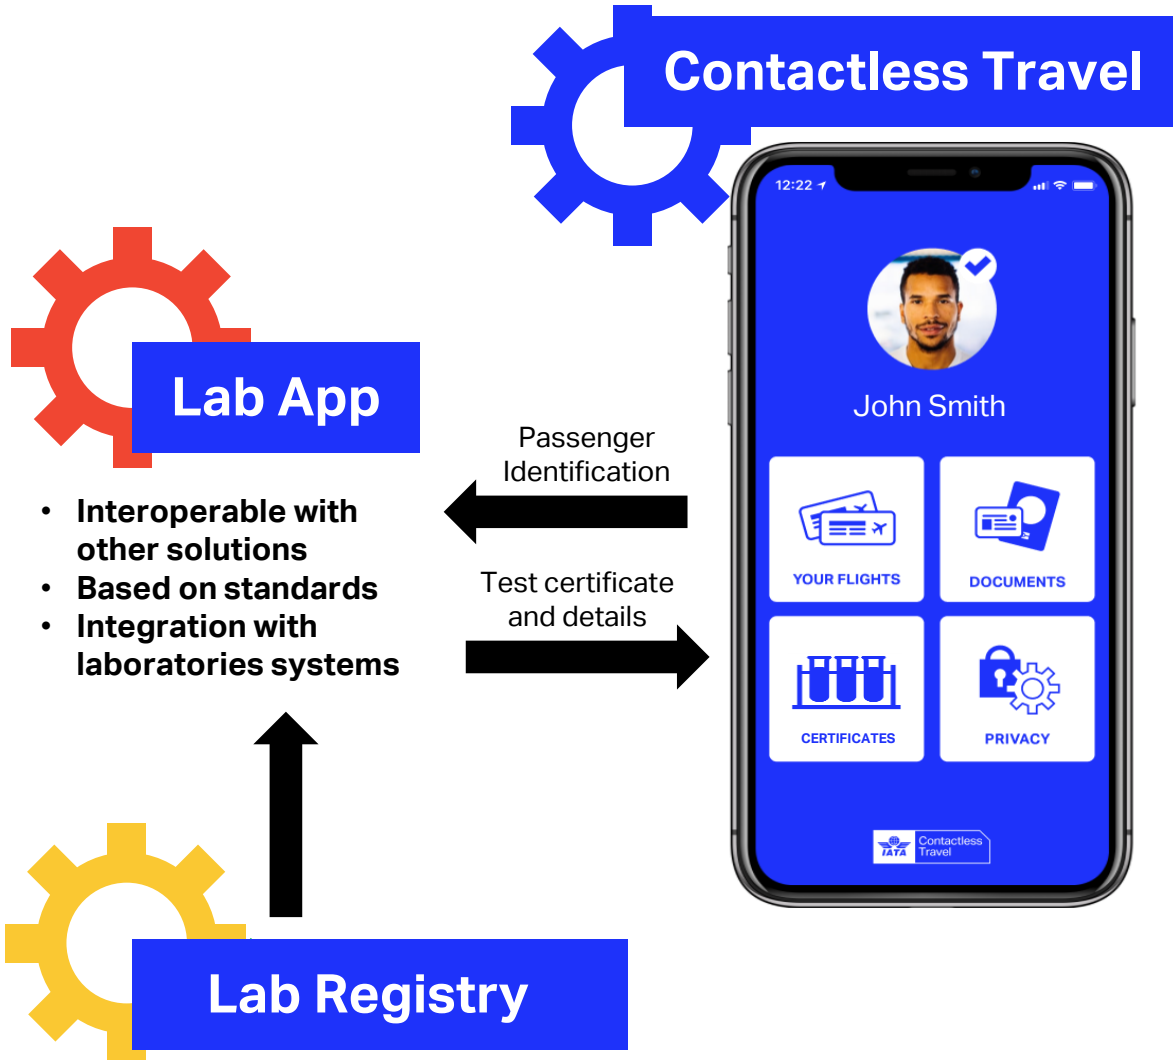 Contactless Travel
12:22
John Smith
YOUR FLIGHTS
DOCUMENTS
CERTIFICATES
PRIVACY
IATA
Contactless
Travel
Lab App
• Interoperable with
other solutions
• Based on standards
• Integration with
laboratories systems
Passenger
Identification
Test certificate
and details
Lab Registry